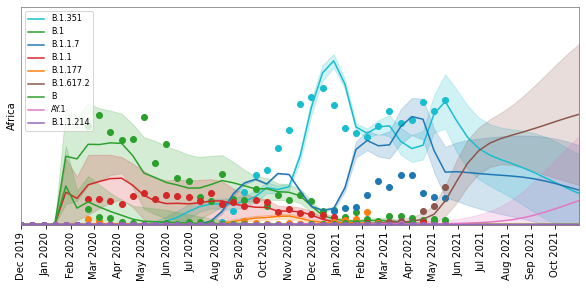 B.1.351
B.1
B.1.1.7
B.1.1
B.1.177
B.1.617.2
B
AY.1
B.1.1.214
Africa
Dec 2019
Jan 2020
Feb 2020
Mar 2020
Apr 2020
May 2020
Jun 2020
Jul 2020
Aug 2020
Sep 2020
Oct 2020
Nov 2020
Dec 2020
Jan 2021
Feb 2021
Mar 2021
Apr 2021
May 2021
Jun 2021
Jul 2021
Aug 2021
Sep 2021
Oct 2021